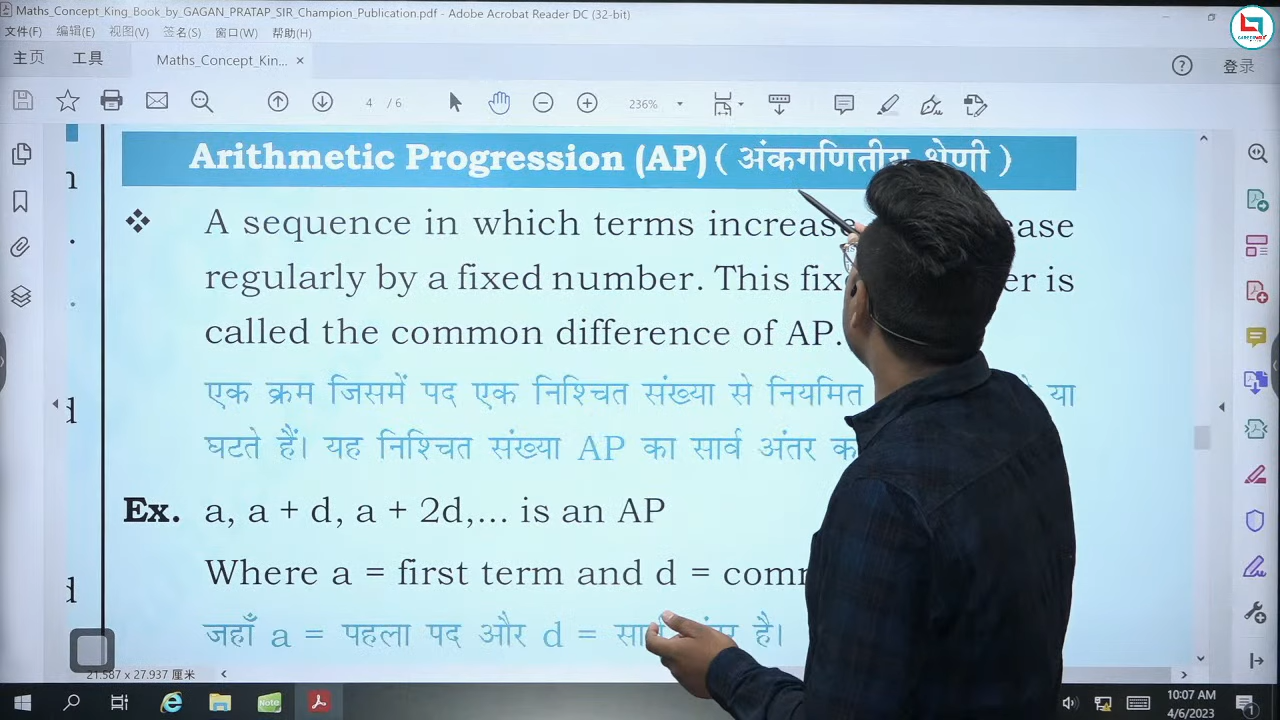 Maths_Concept_King_Book_by_GAGAN_PRATAP_SIR_Champion_Publication.pdf - Adobe Acrobat Reader DC (32-bit)
文件(F) 编辑(E) 视图(V) 签名(S) 窗口(W) 帮助(H)
主页 工具 Maths_Concept_Kin... ×
登录
4 / 6 236%
Arithmetic Progression (AP) ( अंकगणितीय श्रेणी )
A sequence in which terms increase
regularly by a fixed number. This is
called the common difference of AP.
एक क्रम जिसमें पद एक निश्चित संख्या से नियमित या
घटते हैं। यह निश्चित संख्या AP का सार्व अंतर
Ex. a, a + d, a + 2d,... is an AP
Where a = first term and d =
जहाँ a = पहला पद और d = है।
21.587 x 27.937 厘米
Note
10:07 AM
4/6/2023